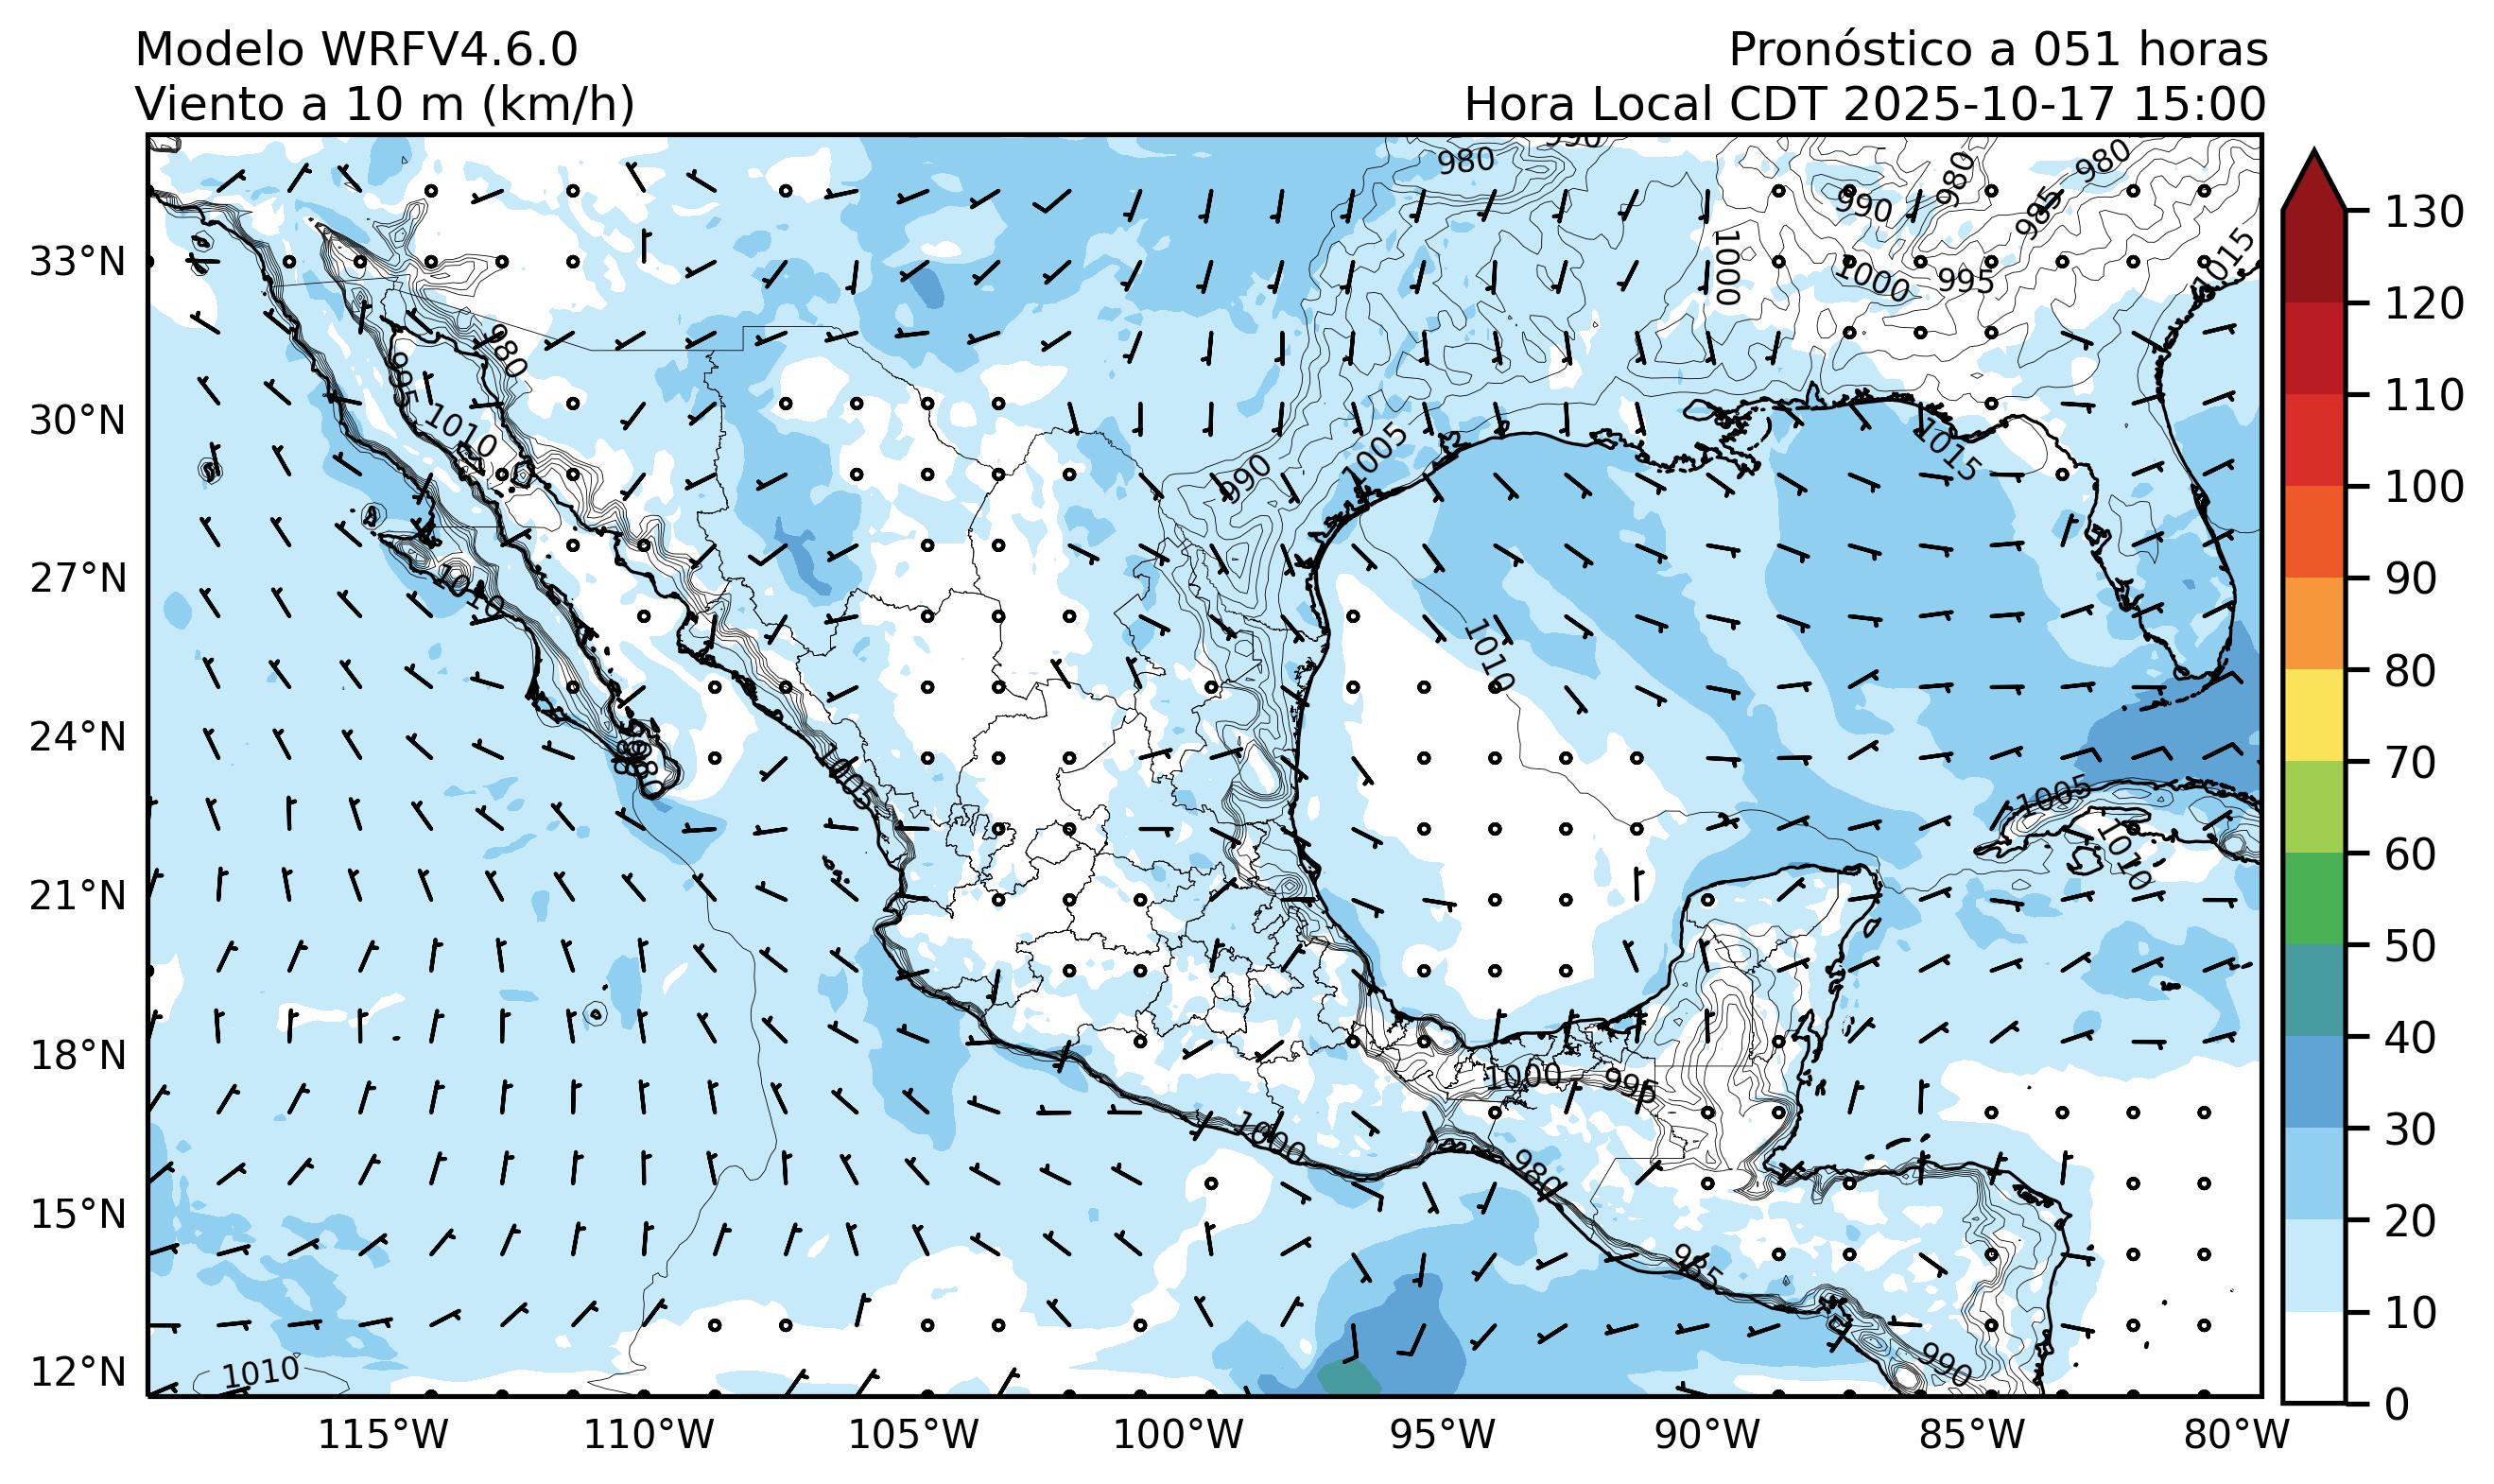 Modelo WRFV4.6.0
Viento a 10 m (km/h)
Pronóstico a 051 horas
Hora Local CDT 2025-10-17 15:00
33°N
30°N
27°N
24°N
21°N
18°N
15°N
12°N
115°W
110°W
105°W
100°W
95°W
90°W
85°W
80°W
130
120
110
100
90
80
70
60
50
40
30
20
10
0
990
980
980
980
990
985
1015
1000
1000
995
980
995
1010
1015
1005
990
1010
1010
1005
1005
1010
1000
995
1000
980
985
990
1010